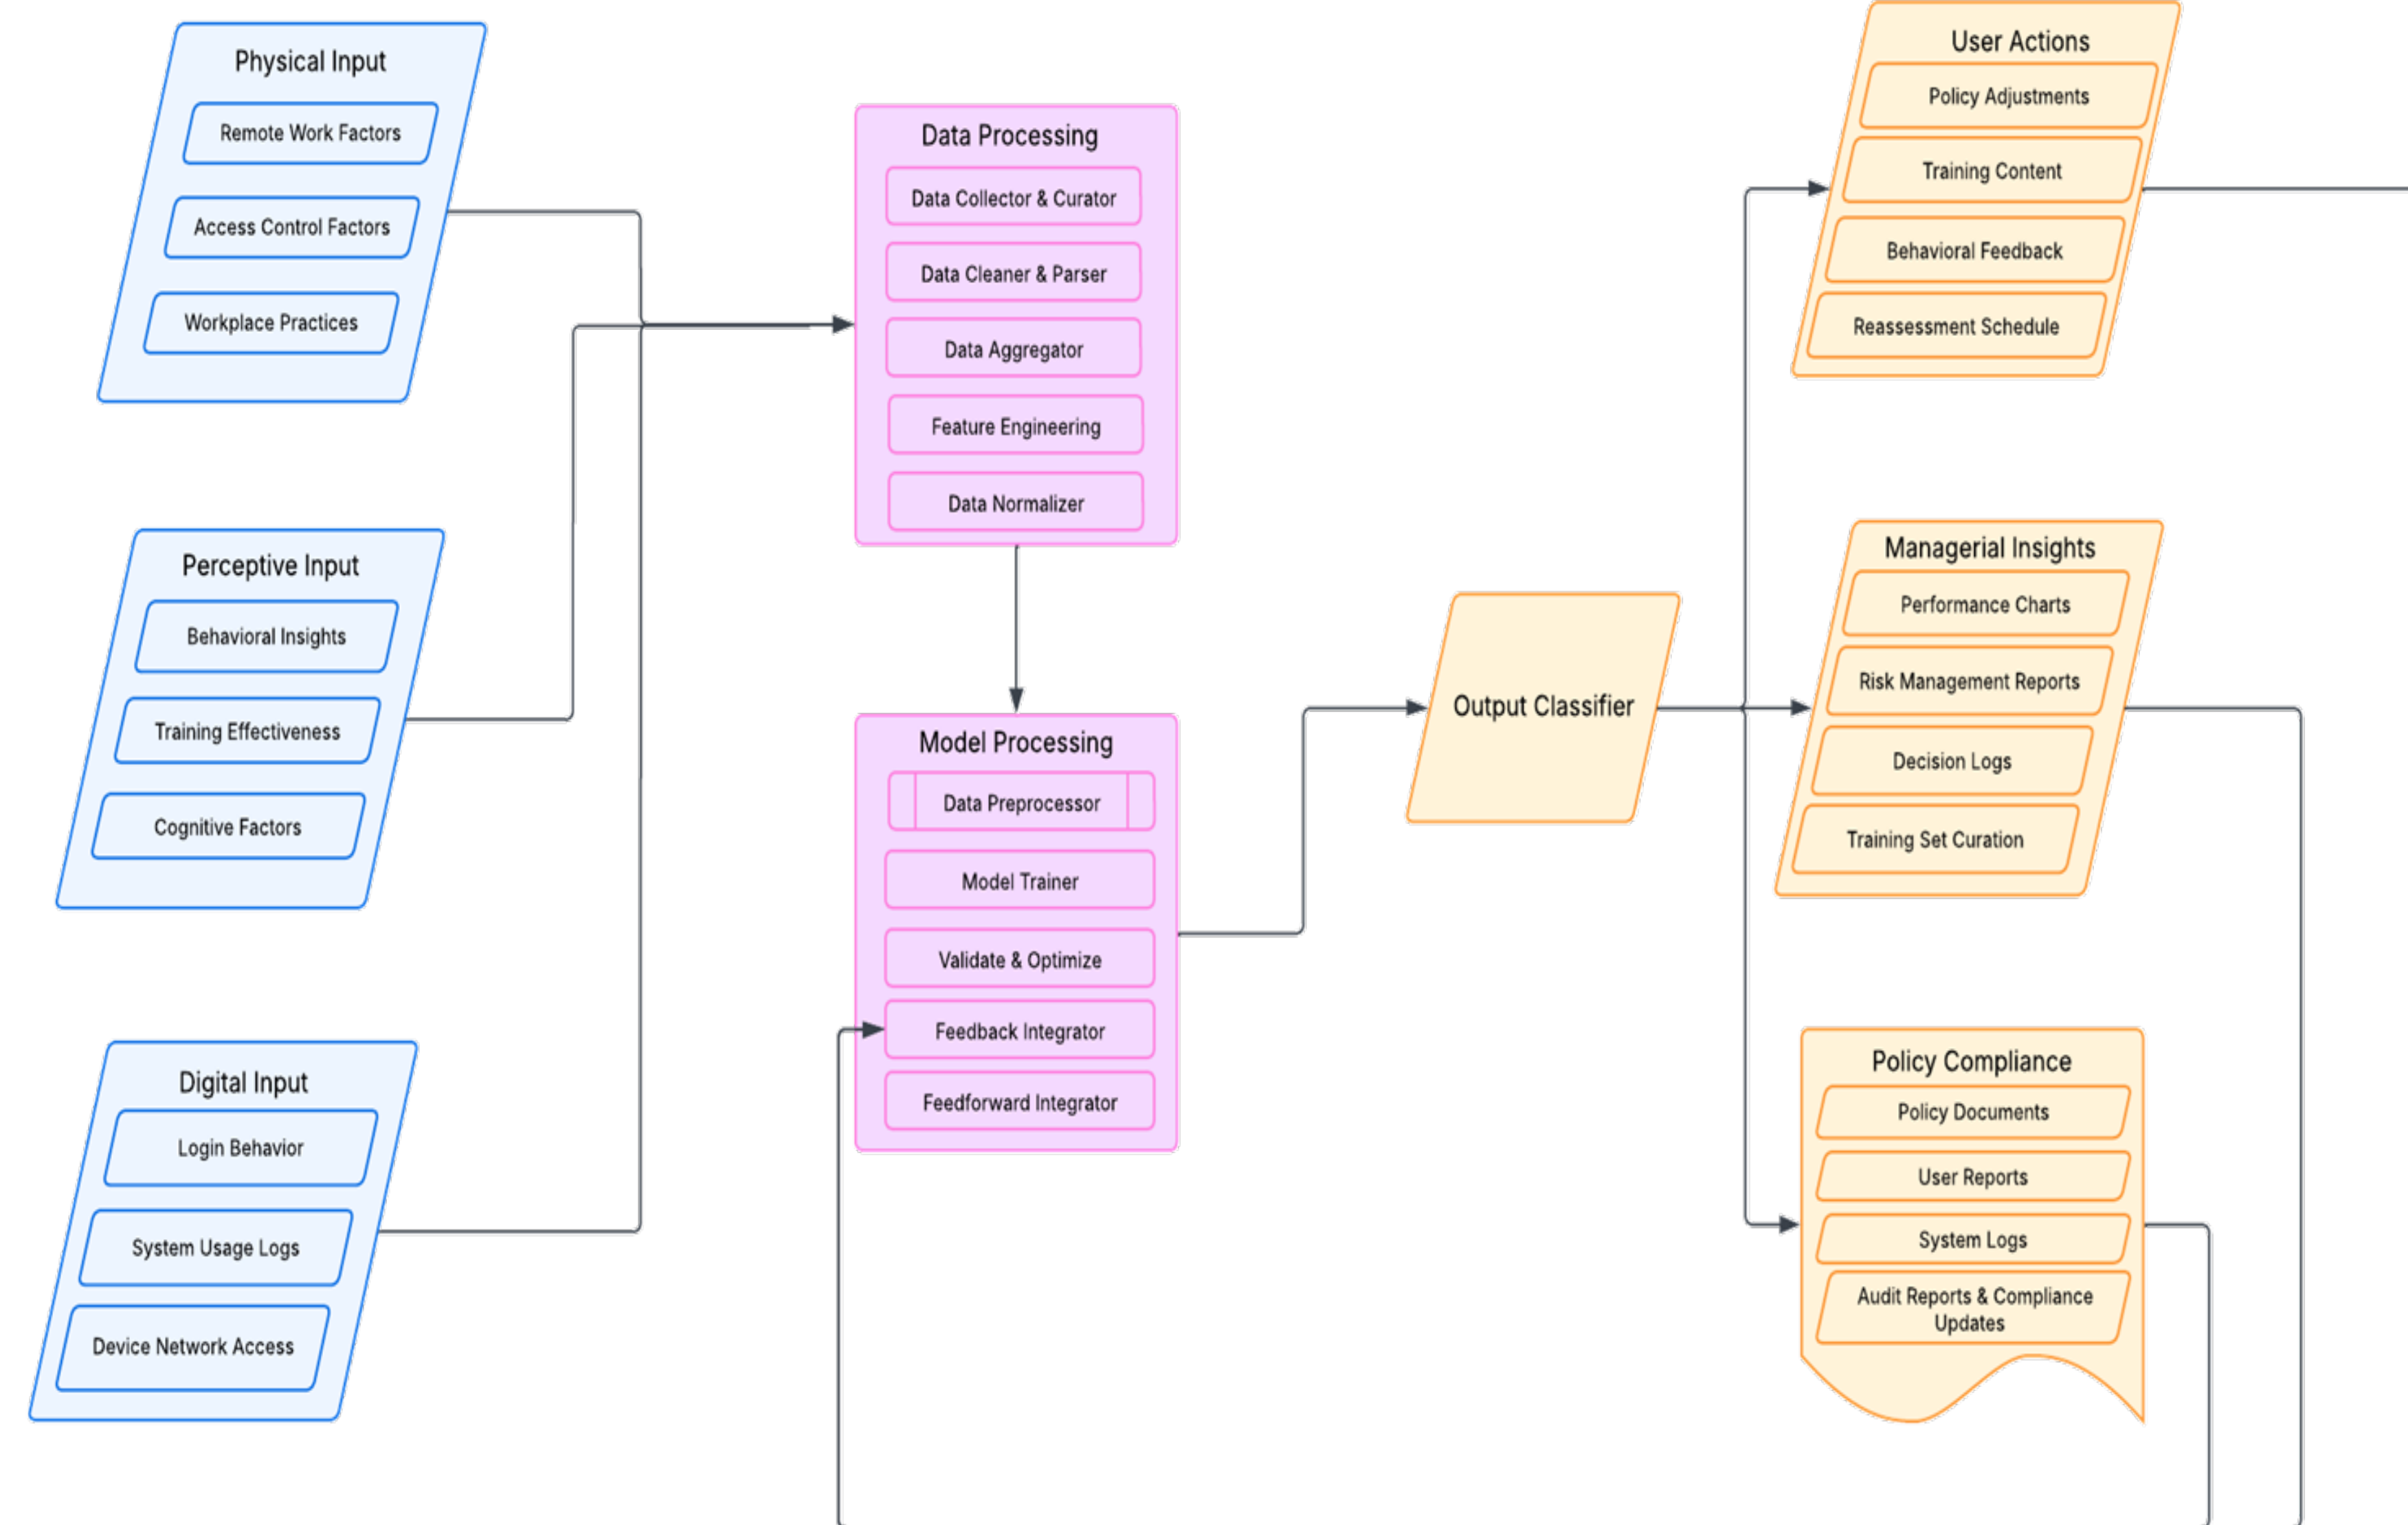 Physical Input
Remote Work Factors
Access Control Factors
Workplace Practices
Perceptive Input
Behavioral Insights
Training Effectiveness
Cognitive Factors
Digital Input
Login Behavior
System Usage Logs
Device Network Access
Data Processing
Data Collector & Curator
Data Cleaner & Parser
Data Aggregator
Feature Engineering
Data Normalizer
Model Processing
Data Preprocessor
Model Trainer
Validate & Optimize
Feedback Integrator
Feedforward Integrator
Output Classifier
User Actions
Policy Adjustments
Training Content
Behavioral Feedback
Reassessment Schedule
Managerial Insights
Performance Charts
Risk Management Reports
Decision Logs
Training Set Curation
Policy Compliance
Policy Documents
User Reports
System Logs
Audit Reports & Compliance
Updates